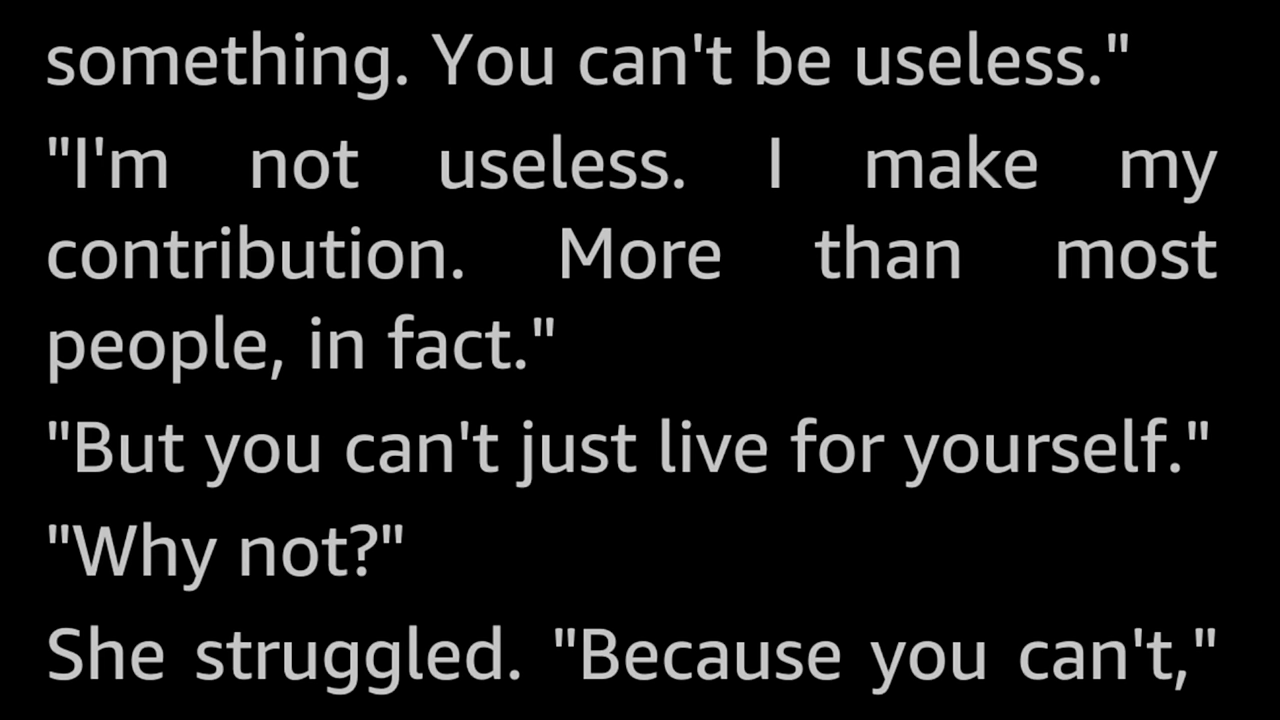 something. You can't be useless."
"I'm not useless. I make my
contribution. More than most
people, in fact."
"But you can't just live for yourself."
"Why not?"
She struggled. "Because you can't,"